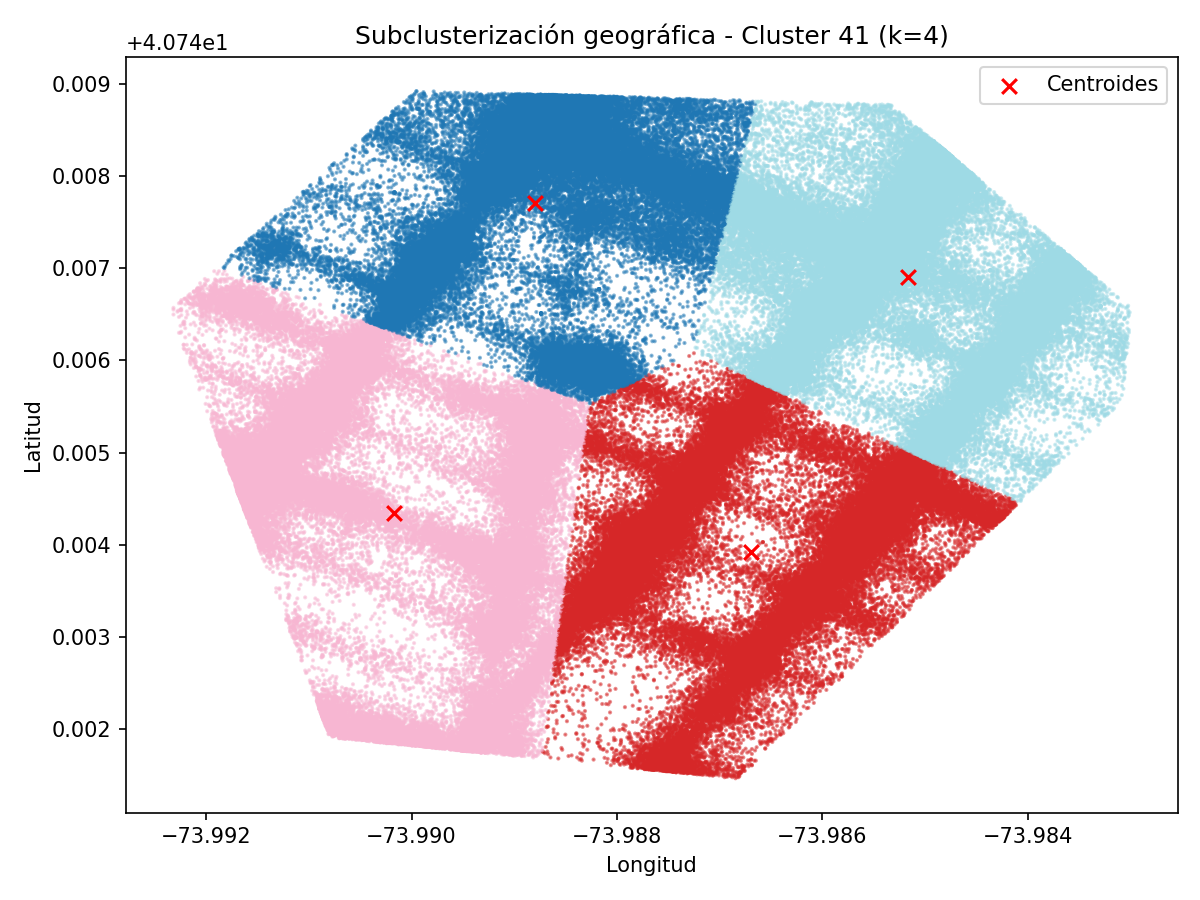 Subclusterización geográfica - Cluster 41 (k=4)
+4.074e1
Centroides
0.009
0.008
0.007
0.006
0.005
0.004
0.003
0.002
Latitud
−73.992
−73.990
−73.988
−73.986
−73.984
Longitud